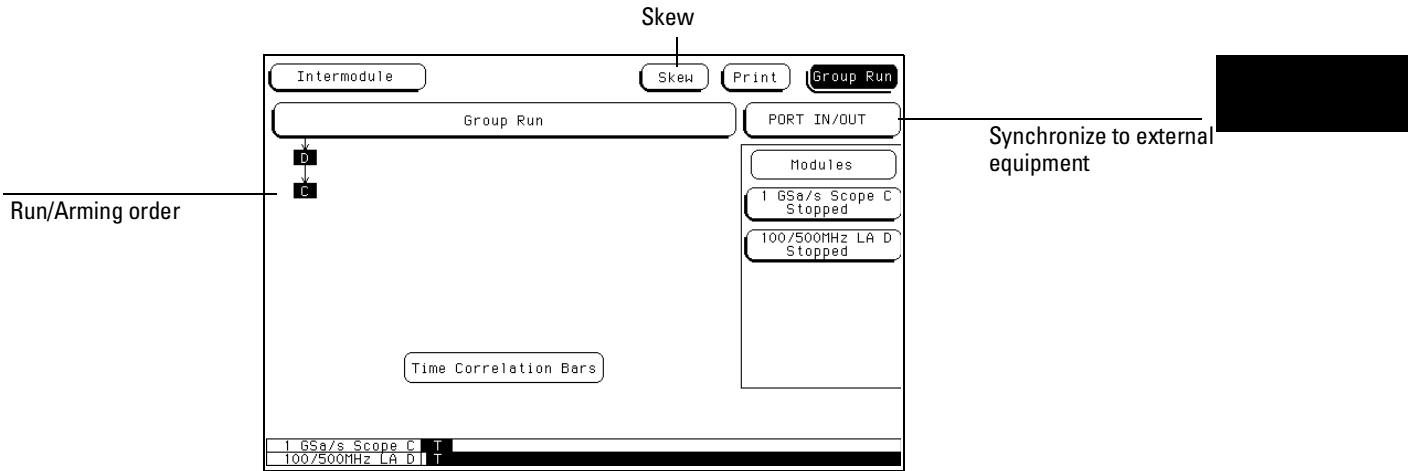 Skew
Intermodule Skew Print Group Run
Group Run PORT IN/OUT
Synchronize to external
equipment
D
C
Run/Arming order
Modules
1 GSa/s Scope C
Stopped
100/500MHz LA D
Stopped
Time Correlation Bars
1 GSa/s Scope C T
100/500MHz LA D T